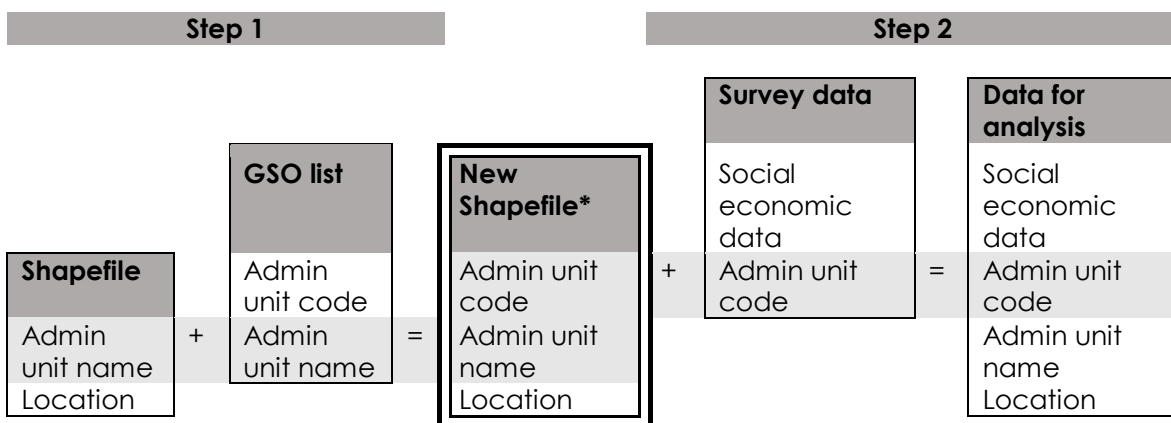 Step 1
Step 2
Shapefile
Admin
unit name
Location
+
GSO list
Admin
unit code
Admin
unit name
=
New
Shapefile*
Admin unit
code
Admin unit
name
Location
+
Survey data
Social
economic
data
Admin unit
code
=
Data for
analysis
Social
economic
data
Admin unit
code
Admin unit
name
Location